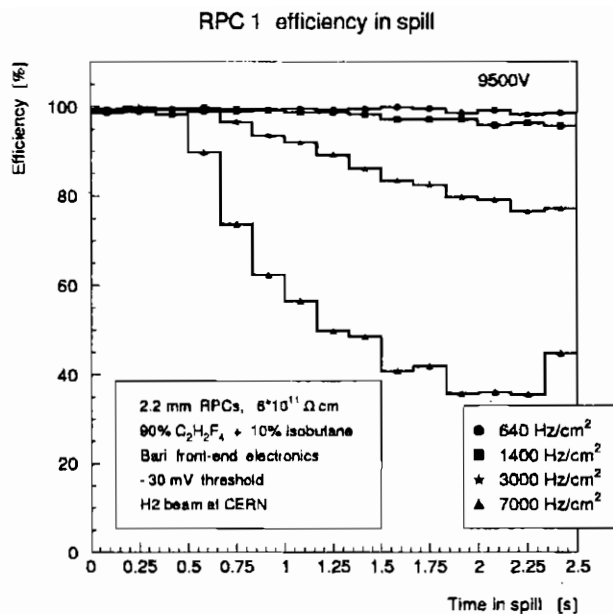 RPC 1 efficiency in spill
Efficiency [%]
9500V
100
80
60
40
20
0
2.2 mm RPCs, 6*10¹¹ Ω cm
90% C₂H₂F₄ + 10% isobutane
Bari front-end electronics
- 30 mV threshold
H2 beam at CERN
640 Hz/cm²
1400 Hz/cm²
3000 Hz/cm²
7000 Hz/cm²
0 0.25 0.5 0.75 1.0 1.25 1.5 1.75 2.0 2.25 2.5
Time in spill [s]